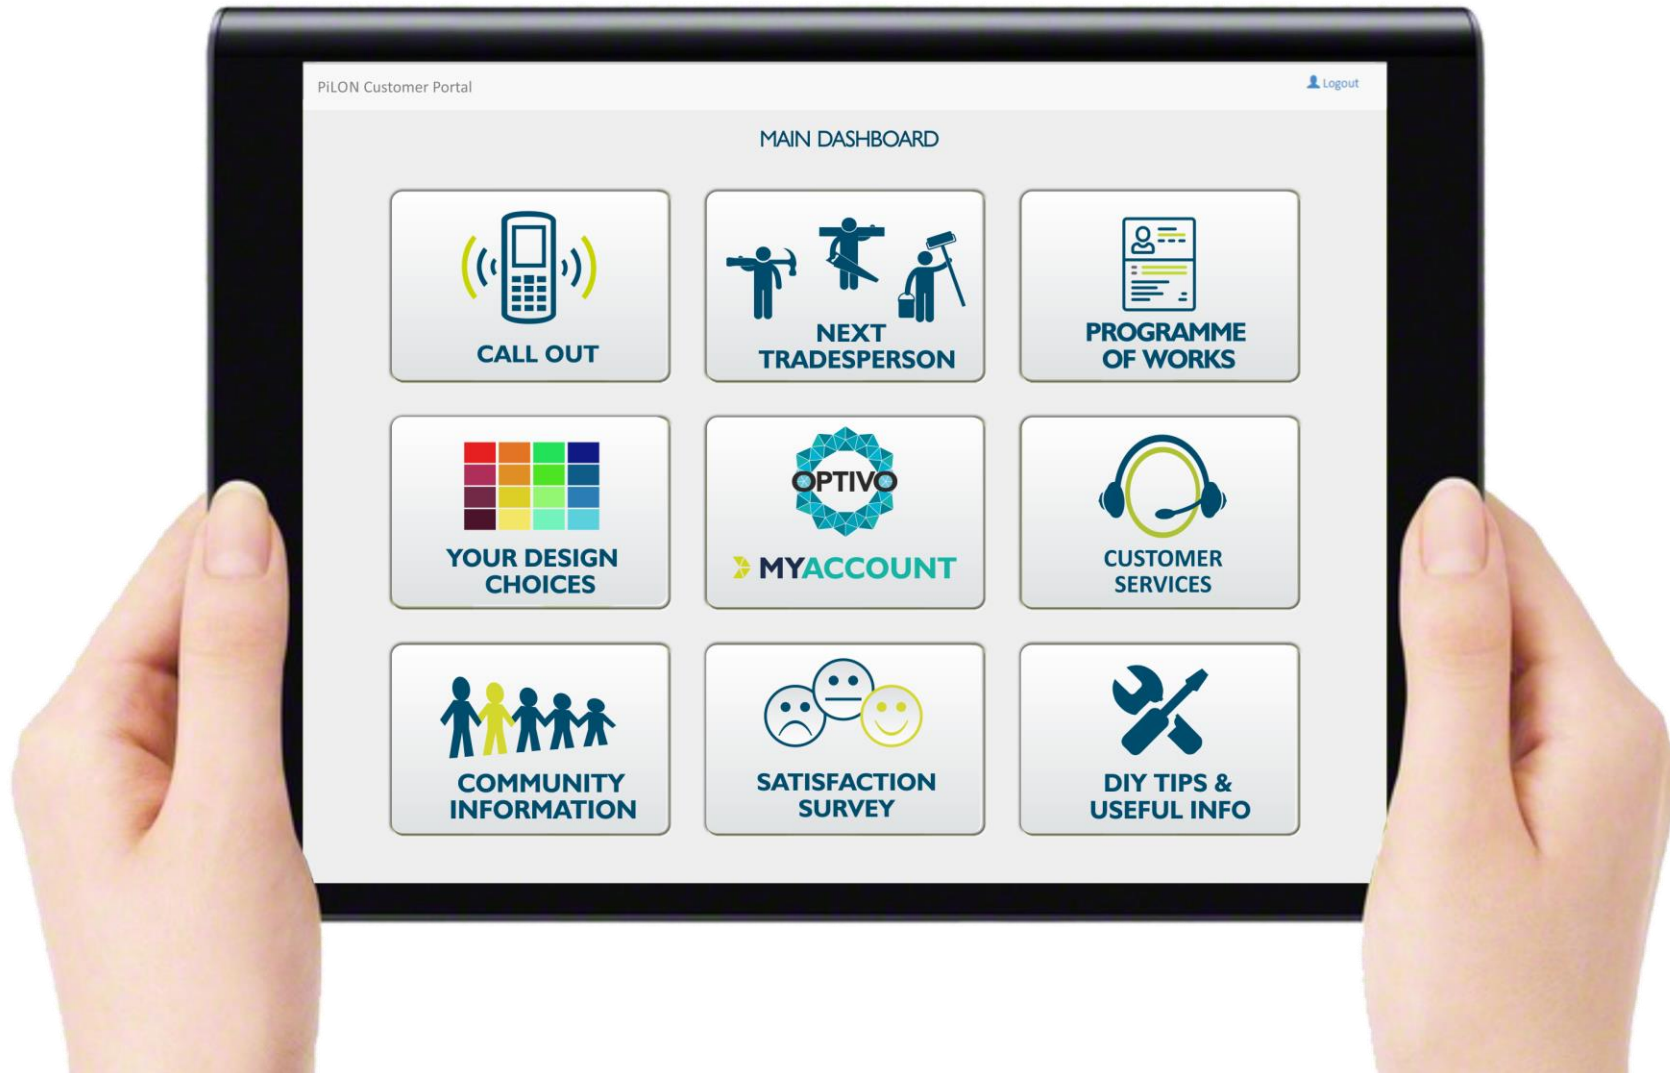 PiLON Customer Portal
Logout
MAIN DASHBOARD
CALL OUT
NEXT
TRADESPERSON
PROGRAMME
OF WORKS
YOUR DESIGN
CHOICES
OPTIVO
MYACCOUNT
CUSTOMER
SERVICES
COMMUNITY
INFORMATION
SATISFACTION
SURVEY
DIY TIPS &
USEFUL INFO